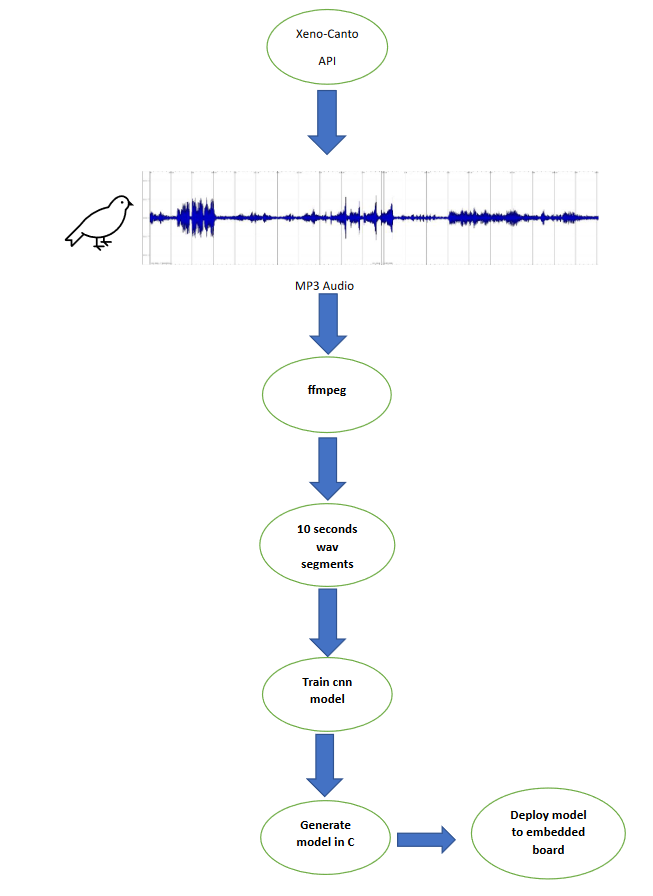 Xeno-Canto
API
MP3 Audio
ffmpeg
10 seconds
wav
segments
Train cnn
model
Generate
model in C
Deploy model
to embedded
board